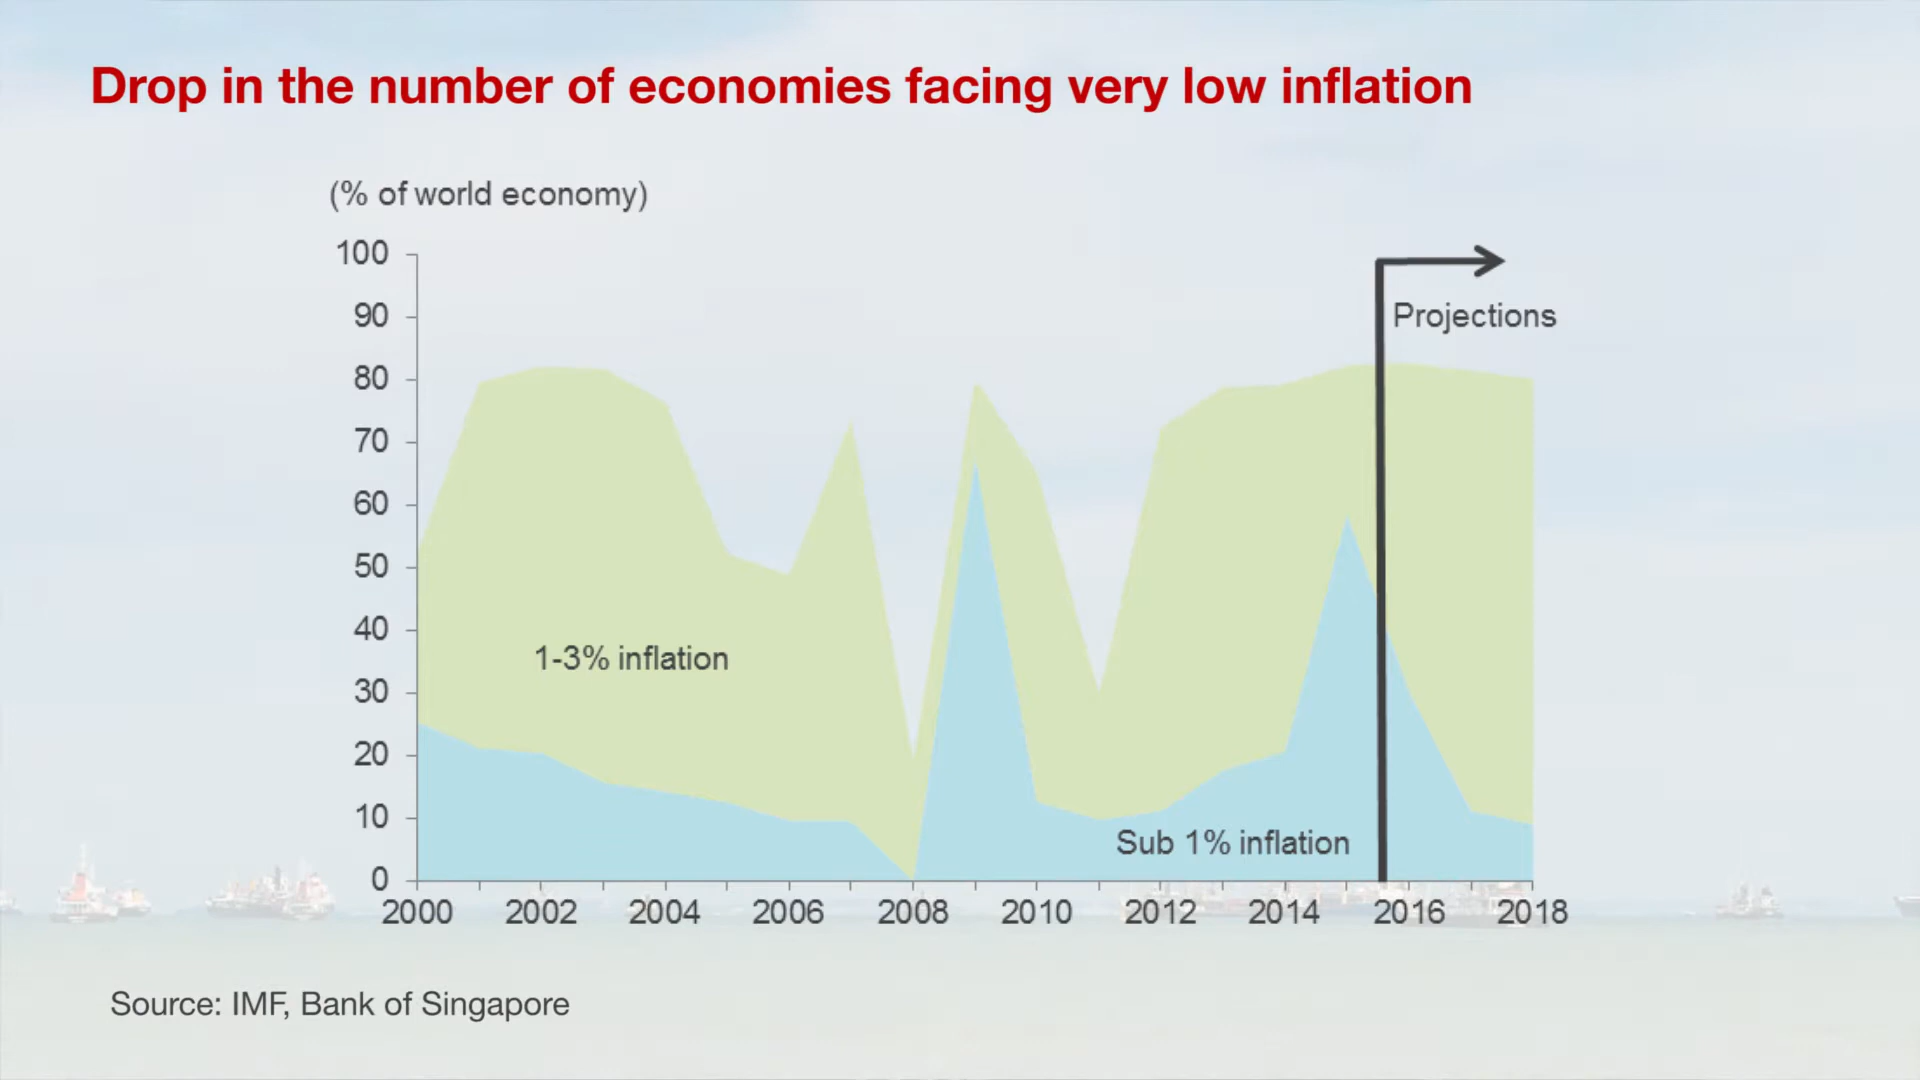 Drop in the number of economies facing very low inflation
(% of world economy)
100
90
Projections
80
70
60
50
40
1-3% inflation
30
20
10
Sub 1% inflation
0
2000 2002 2004 2006 2008 2010 2012 2014 2016 2018
Source: IMF, Bank of Singapore